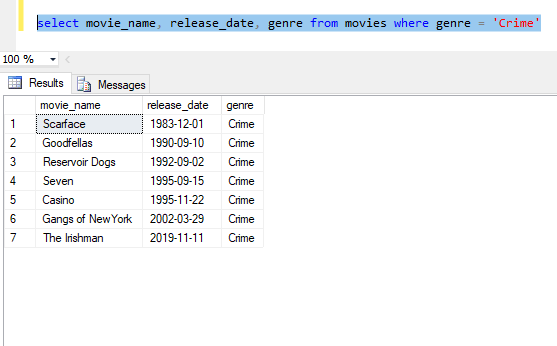 select movie_name, release_date, genre from movies where genre = 'Crime'
100 %
Results Messages
movie_name release_date genre
1 Scarface 1983-12-01 Crime
2 Goodfellas 1990-09-10 Crime
3 Reservoir Dogs 1992-09-02 Crime
4 Seven 1995-09-15 Crime
5 Casino 1995-11-22 Crime
6 Gangs of NewYork 2002-03-29 Crime
7 The Irishman 2019-11-11 Crime